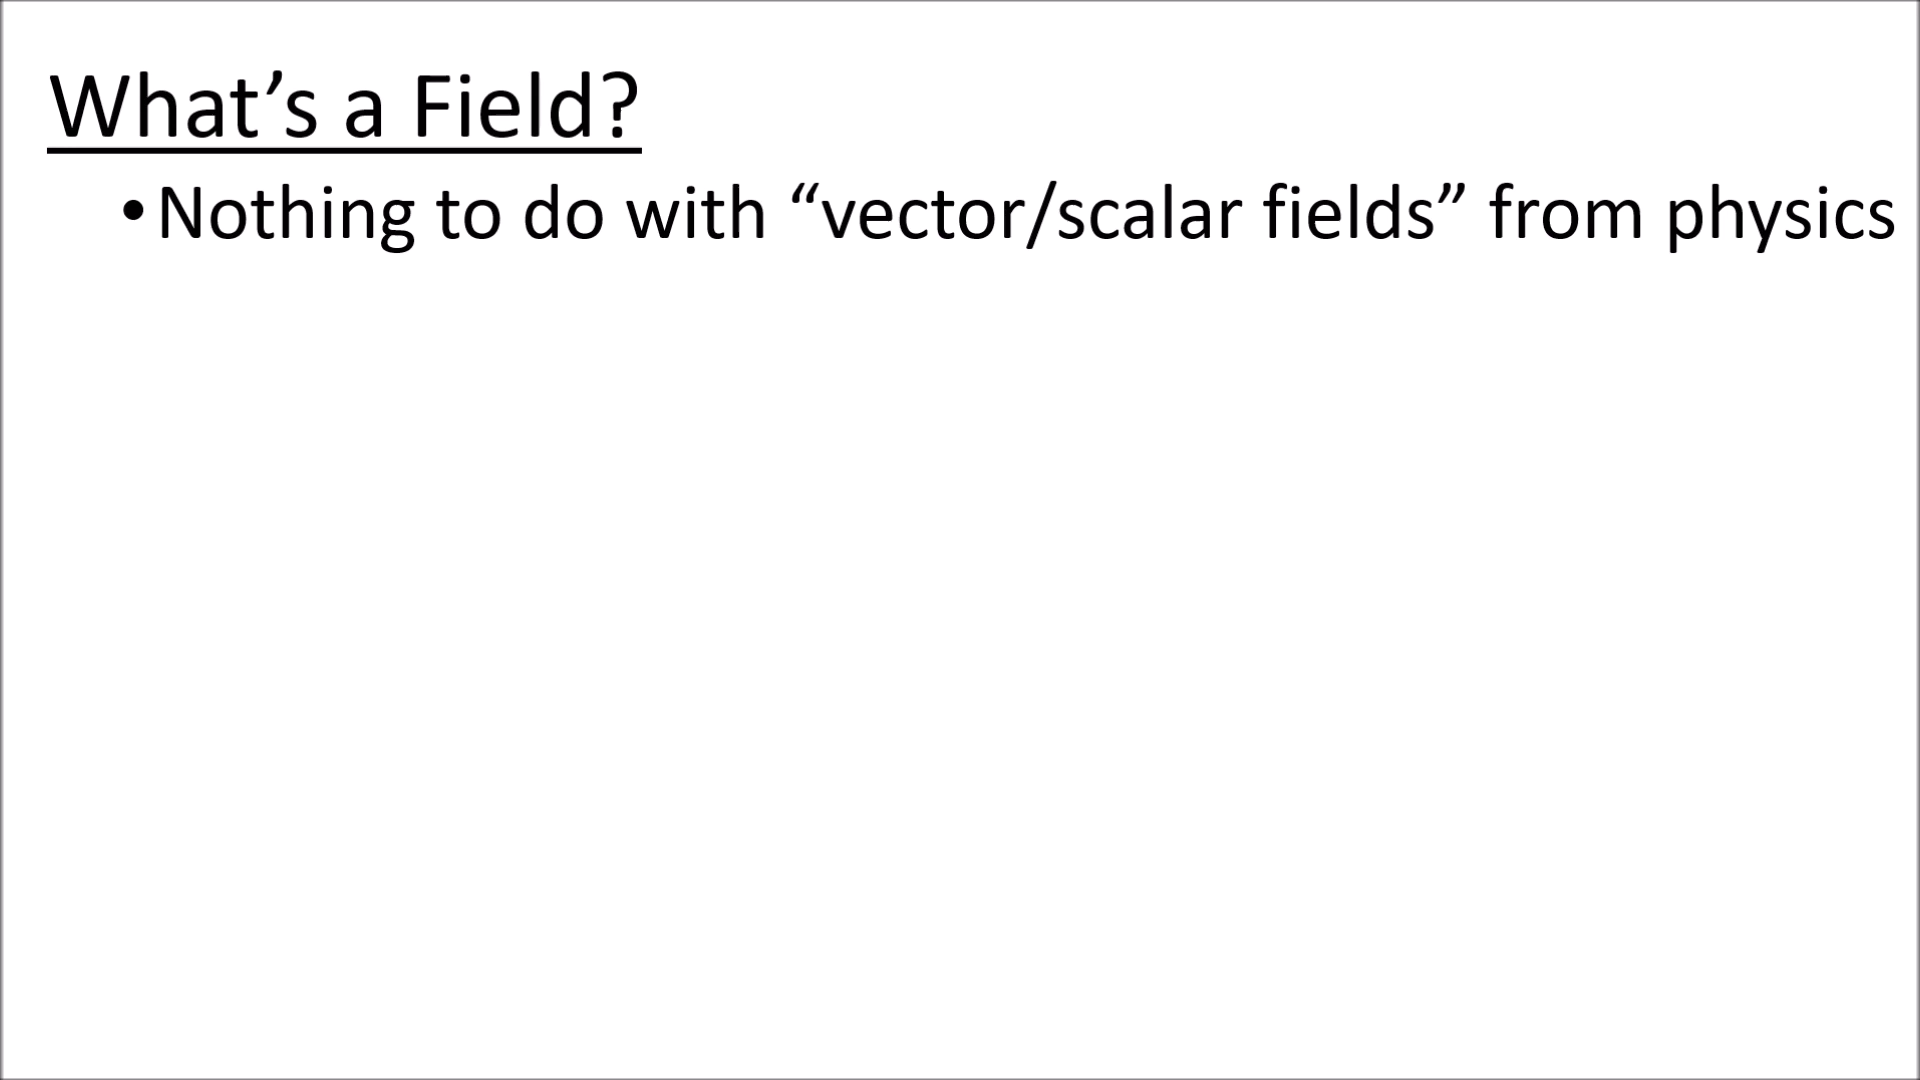 What’s a Field?
•Nothing to do with “vector/scalar fields” from physics